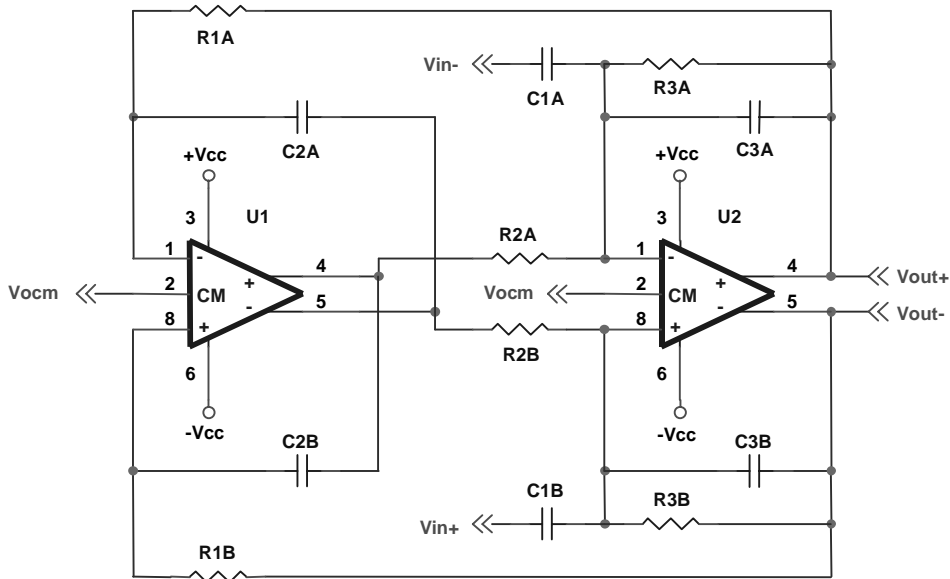 R1A
Vin-
C1A
R3A
C2A
C3A
+Vcc
+Vcc
3
U1
3
U2
1
-
4
R2A
1
-
4
Vout+
Vocm
2
CM
+
-
5
Vocm
2
CM
+
-
5
Vout-
8
+
R2B
8
+
6
6
-Vcc
-Vcc
C2B
C3B
C1B
R3B
Vin+
R1B